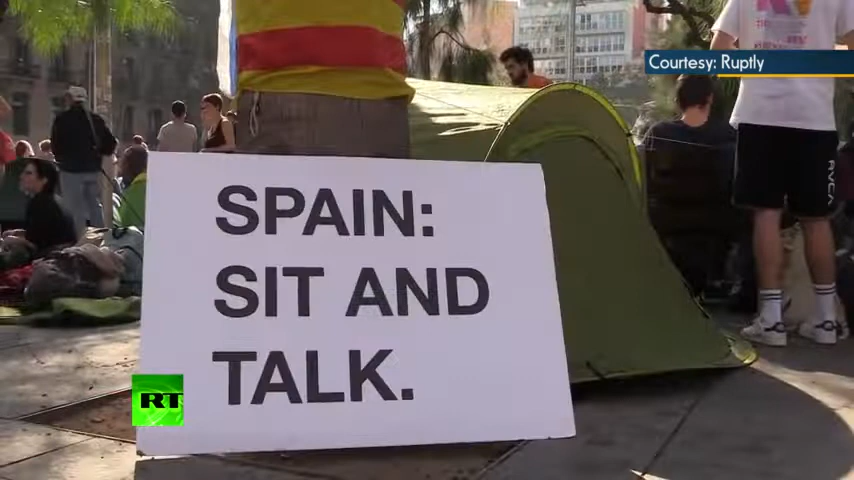 Courtesy: Ruptly
SPAIN:
SIT AND
TALK.
RT
RVCA